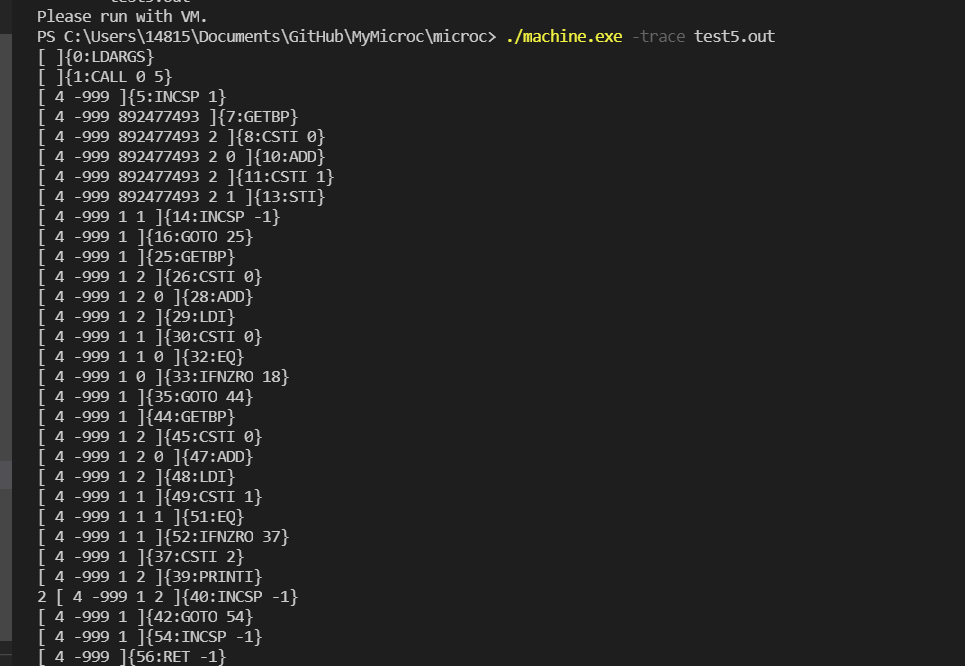 Please run with VM.
PS C:\Users\14815\Documents\GitHub\MyMicroc\microc> ./machine.exe -trace test5.out
[ ]{0:LDARGS}
[ ]{1:CALL 0 5}
[ 4 -999 ]{5:INCSP 1}
[ 4 -999 892477493 ]{7:GETBP}
[ 4 -999 892477493 2 ]{8:CSTI 0}
[ 4 -999 892477493 2 0 ]{10:ADD}
[ 4 -999 892477493 2 ]{11:CSTI 1}
[ 4 -999 892477493 2 1 ]{13:STI}
[ 4 -999 1 1 ]{14:INCSP -1}
[ 4 -999 1 ]{16:GOTO 25}
[ 4 -999 1 ]{25:GETBP}
[ 4 -999 1 2 ]{26:CSTI 0}
[ 4 -999 1 2 0 ]{28:ADD}
[ 4 -999 1 2 ]{29:LDI}
[ 4 -999 1 1 ]{30:CSTI 0}
[ 4 -999 1 1 0 ]{32:EQ}
[ 4 -999 1 0 ]{33:IFNZRO 18}
[ 4 -999 1 ]{35:GOTO 44}
[ 4 -999 1 ]{44:GETBP}
[ 4 -999 1 2 ]{45:CSTI 0}
[ 4 -999 1 2 0 ]{47:ADD}
[ 4 -999 1 2 ]{48:LDI}
[ 4 -999 1 1 ]{49:CSTI 1}
[ 4 -999 1 1 1 ]{51:EQ}
[ 4 -999 1 1 ]{52:IFNZRO 37}
[ 4 -999 1 ]{37:CSTI 2}
[ 4 -999 1 2 ]{39:PRINTI}
2 [ 4 -999 1 2 ]{40:INCSP -1}
[ 4 -999 1 ]{42:GOTO 54}
[ 4 -999 1 ]{54:INCSP -1}
[ 4 -999 ]{56:RET -1}